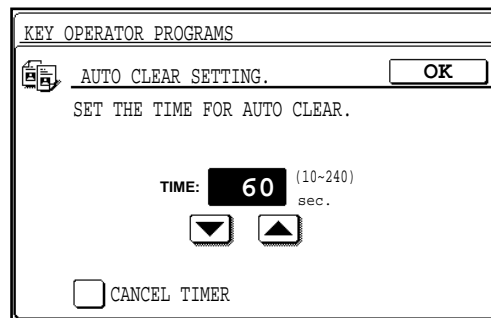 KEY OPERATOR PROGRAMS
AUTO CLEAR SETTING. OK
SET THE TIME FOR AUTO CLEAR.
TIME: 60 (10~240) sec.
CANCEL TIMER